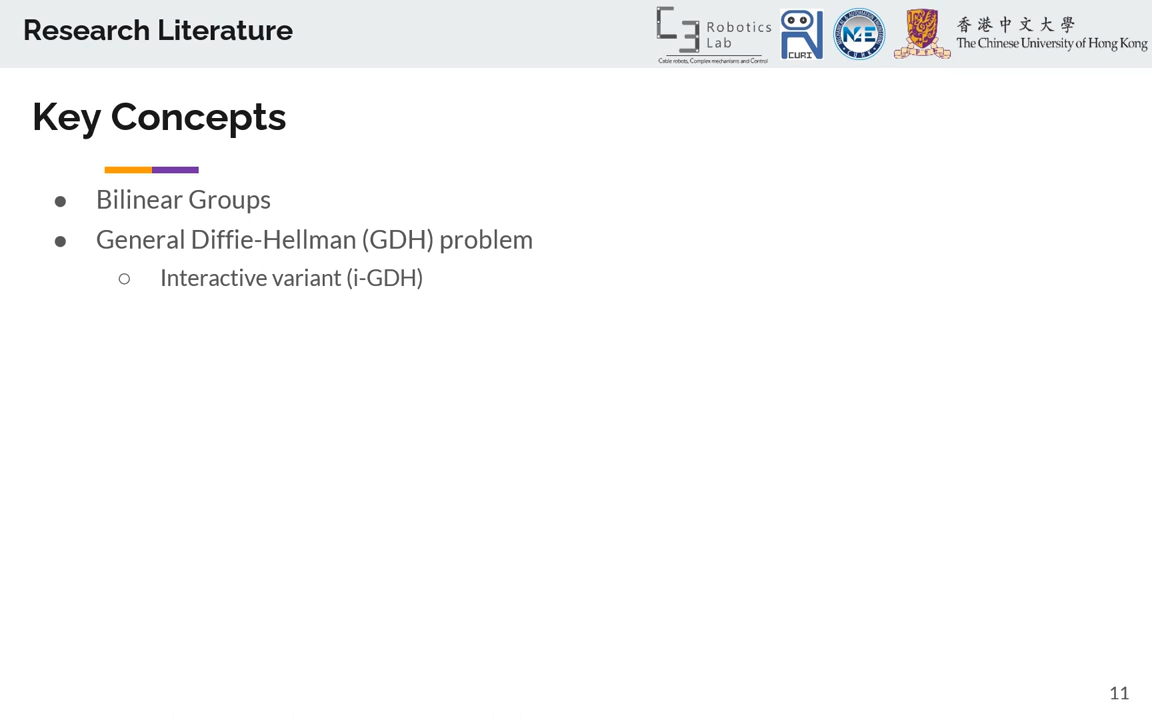 Research Literature
Robotics
Lab
Cable robots, Complex mechanisms and Control
CURI
香港中文大學
The Chinese University of Hong Kong
Key Concepts
● Bilinear Groups
● General Diffie-Hellman (GDH) problem
○ Interactive variant (i-GDH)
11